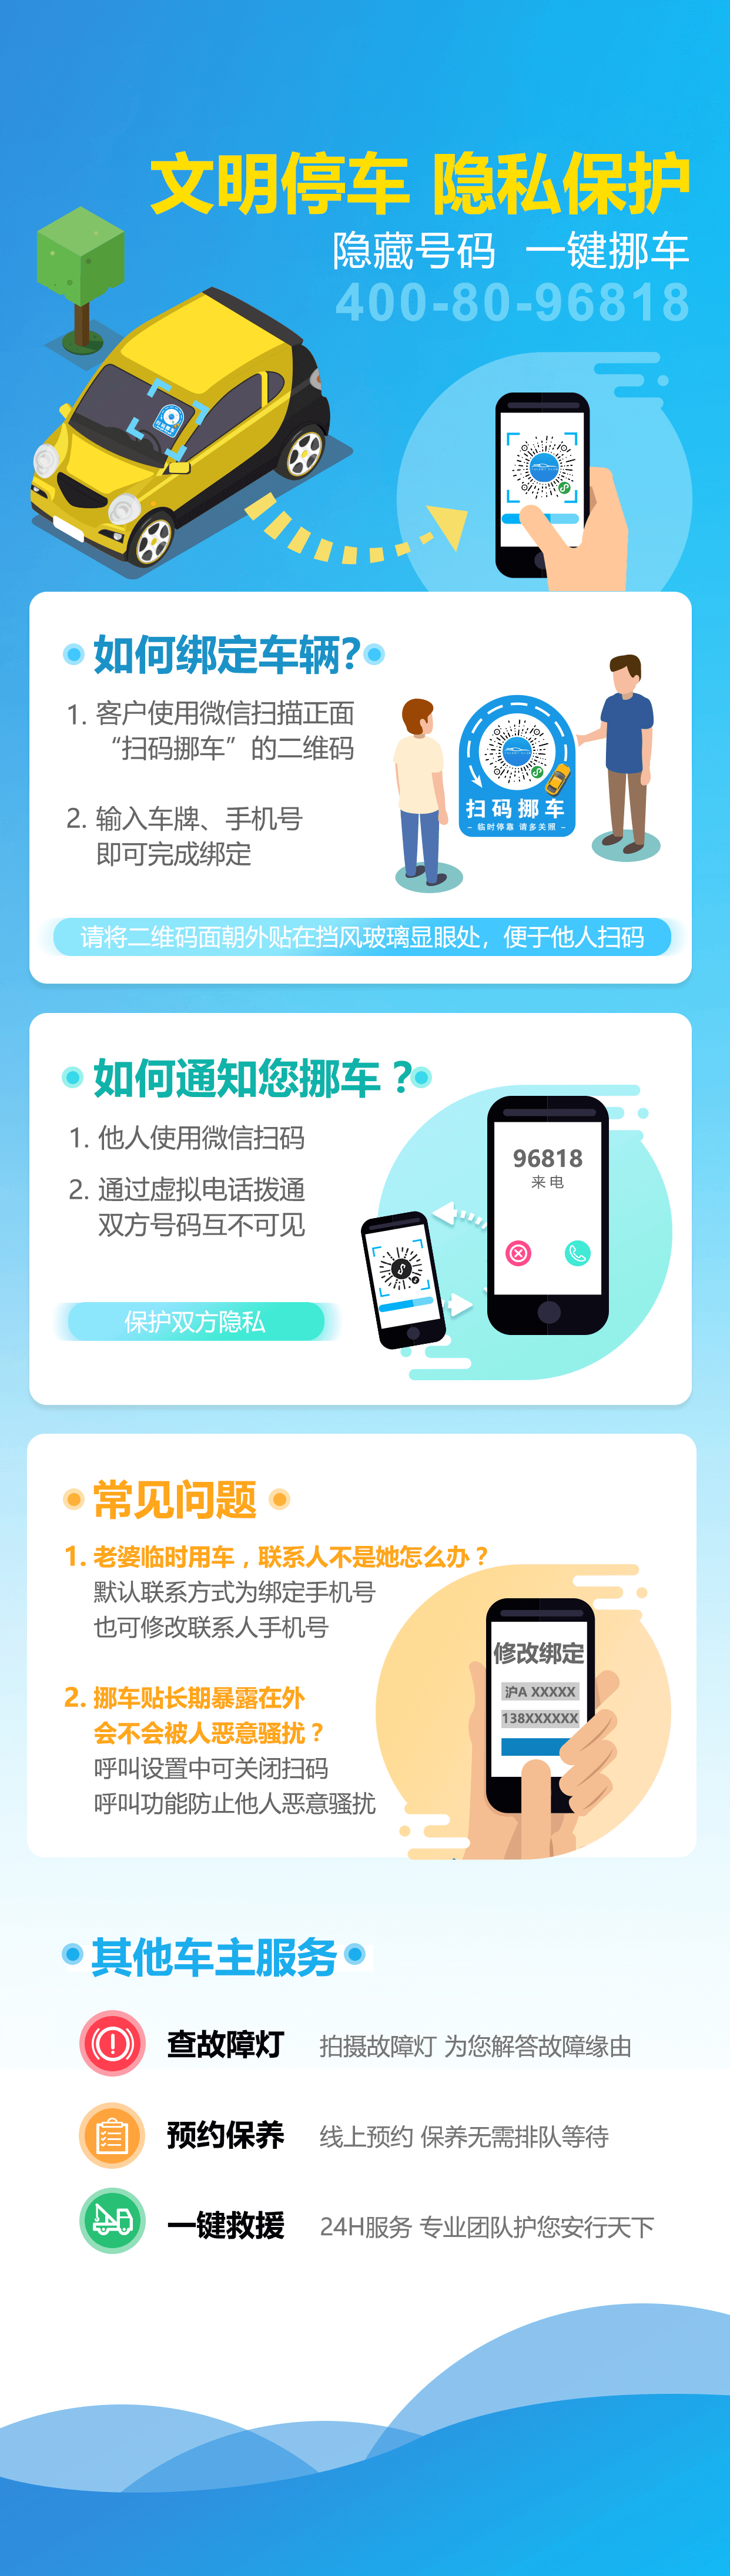 文明停车 隐私保护
隐藏号码 一键挪车
400-80-96818
如何绑定车辆?
1. 客户使用微信扫描正面
“扫码挪车”的二维码
2. 输入车牌、手机号
即可完成绑定
扫码挪车
- 临时停靠 请多关照 -
请将二维码面朝外贴在挡风玻璃显眼处，便于他人扫码
如何通知您挪车？
1. 他人使用微信扫码
2. 通过虚拟电话拨通
双方号码互不可见
保护双方隐私
96818
来电
常见问题
1. 老婆临时用车，联系人不是她怎么办？
默认联系方式为绑定手机号
也可修改联系人手机号
2. 挪车贴长期暴露在外
会不会被人恶意骚扰？
呼叫设置中可关闭扫码
呼叫功能防止他人恶意骚扰
修改绑定
沪A XXXXX
138XXXXXX
其他车主服务
查故障灯 拍摄故障灯 为您解答故障缘由
预约保养 线上预约 保养无需排队等待
一键救援 24H服务 专业团队护您安行天下